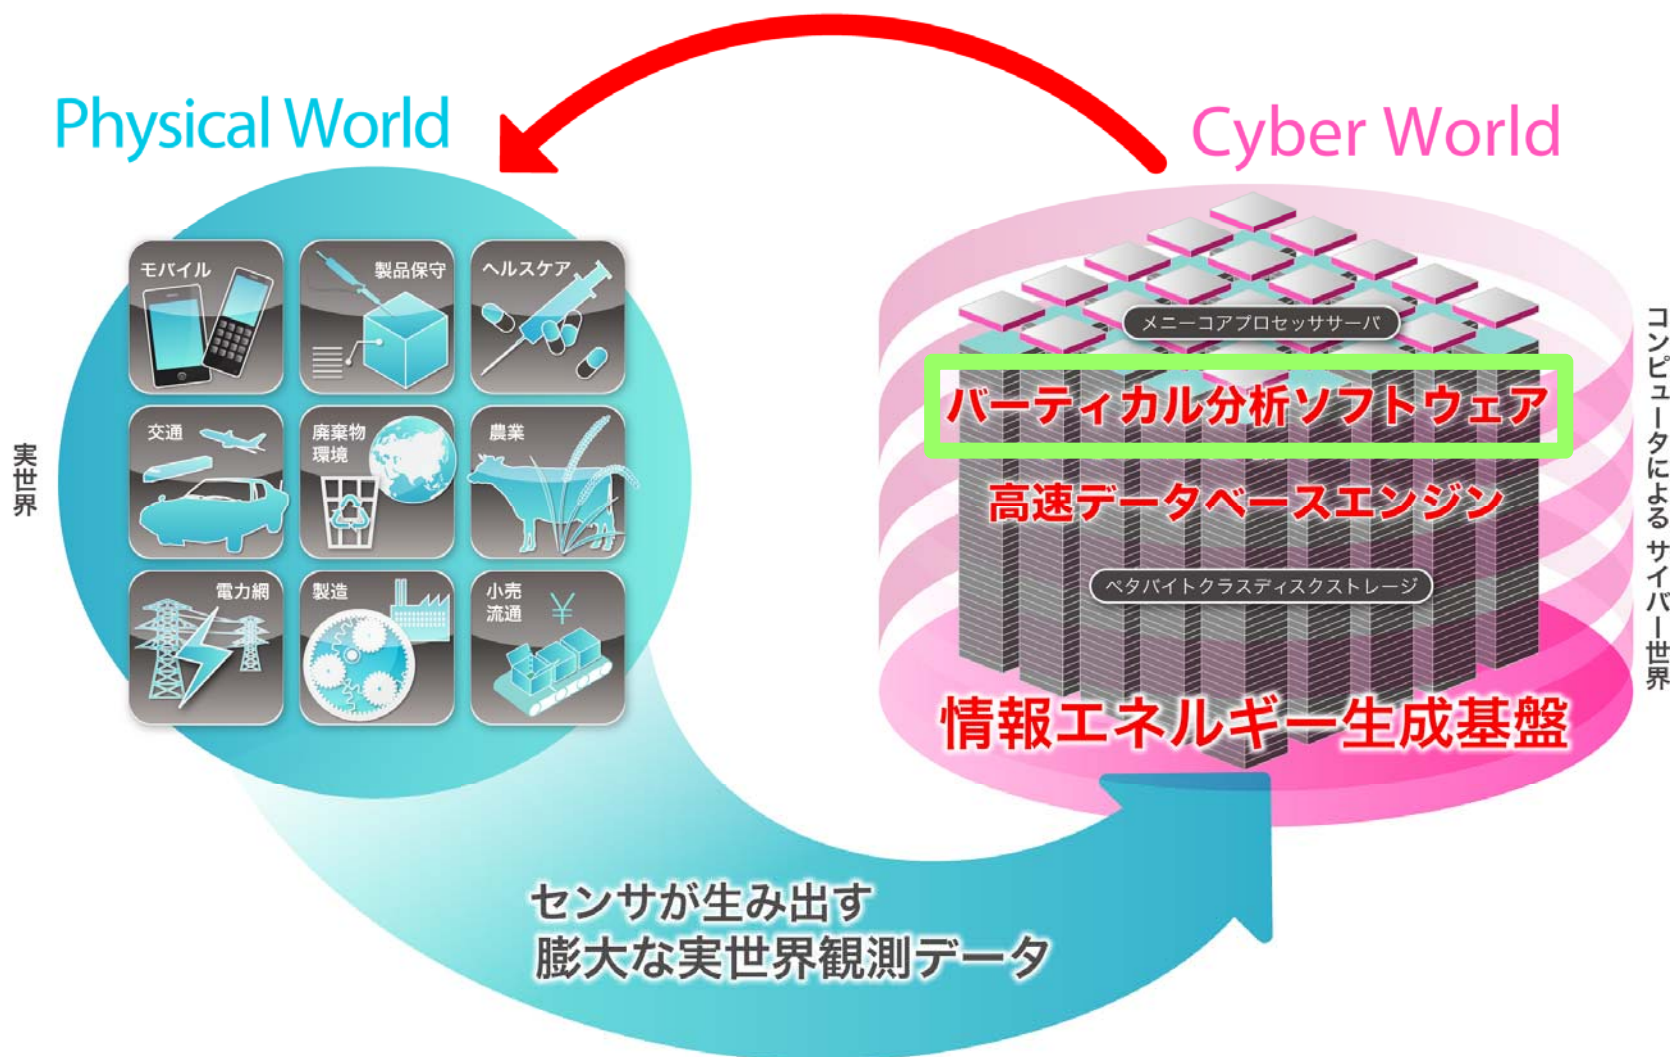 Physical World
Cyber World
モバイル
製品保守
ヘルスケア
交通
廃棄物
環境
農業
電力網
製造
小売
流通
¥
実世界
メニーコアプロセッササーバ
バーティカル分析ソフトウェア
高速データベースエンジン
ペタバイトクラスディスクストレージ
情報エネルギー生成基盤
コンピュータによる サイバー世界
センサが生み出す
膨大な実世界観測データ